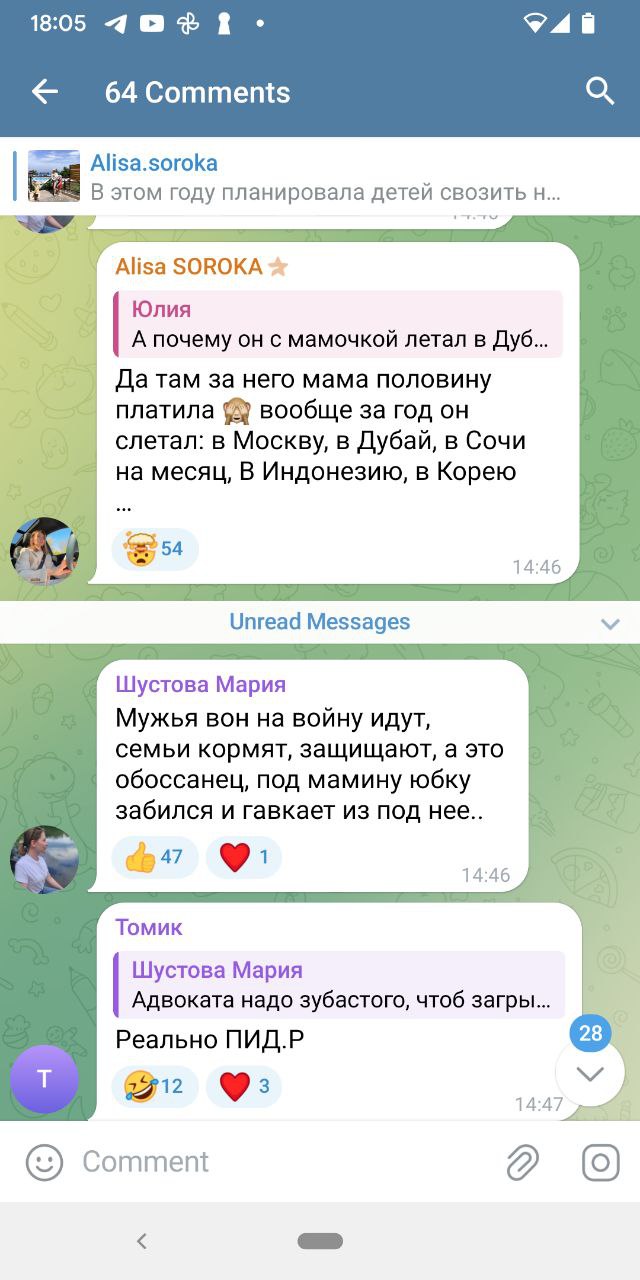 18:05
64 Comments
Alisa.soroka
В этом году планировала детей свозить н...
14:46
Alisa SOROKA
Юлия
А почему он с мамочкой летал в Дуб...
Да там за него мама половину
платила 🙈 вообще за год он
слетал: в Москву, в Дубай, в Сочи
на месяц, В Индонезию, в Корею
...
🤯 54
14:46
Unread Messages
Шустова Мария
Мужья вон на войну идут,
семьи кормят, защищают, а это
обоссанец, под мамину юбку
забился и гавкает из под нее..
👍 47 ❤ 1
14:46
Томик
Шустова Мария
Адвоката надо зубастого, чтоб загры...
Реально ПИД.Р
28
T
🤣 12 ❤ 3
14:47
Comment